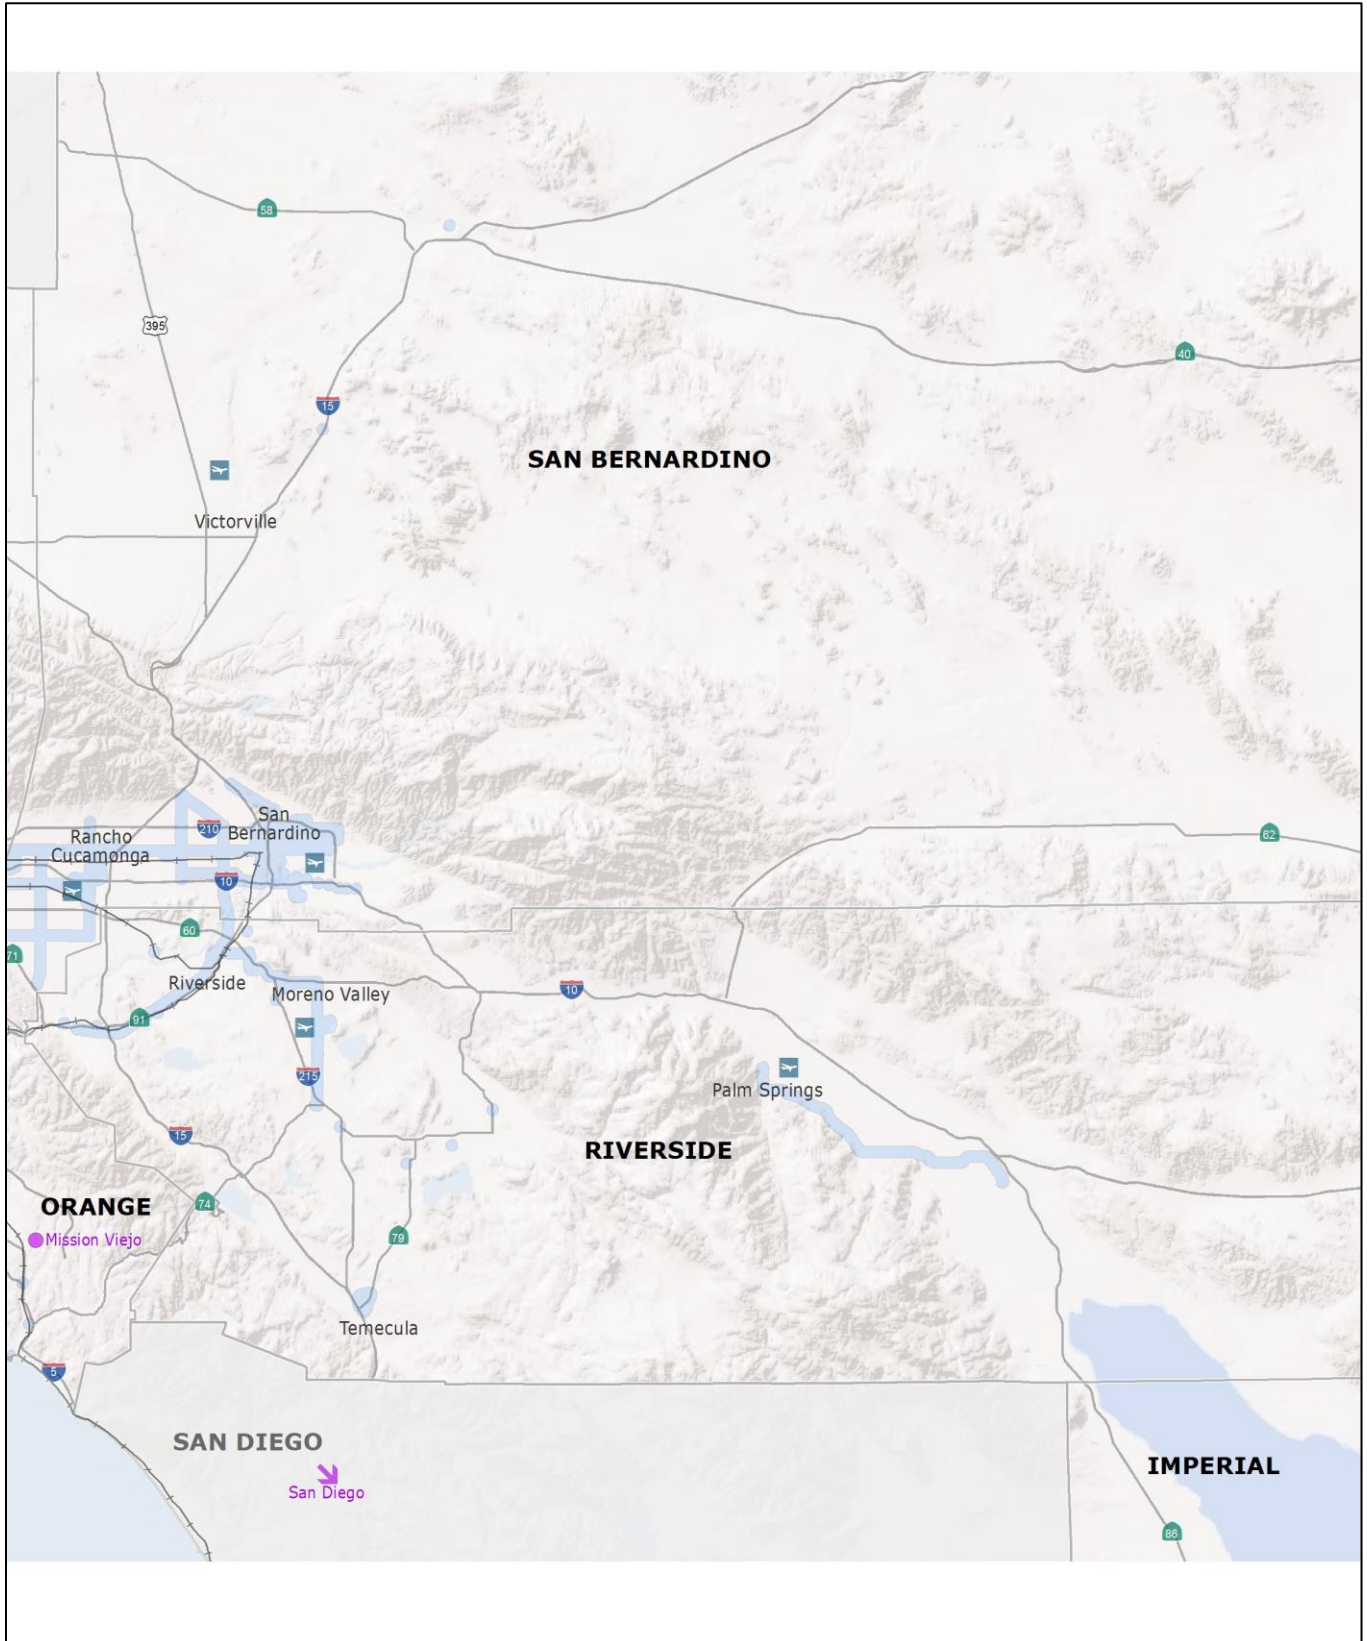 58
395
40
15
SAN BERNARDINO
Victorville
San
Bernardino
210
Rancho
Cucamonga
62
10
60
71
Riverside
Moreno Valley
10
91
215
Palm Springs
15
RIVERSIDE
ORANGE
74
Mission Viejo
79
Temecula
5
SAN DIEGO
San Diego
IMPERIAL
86